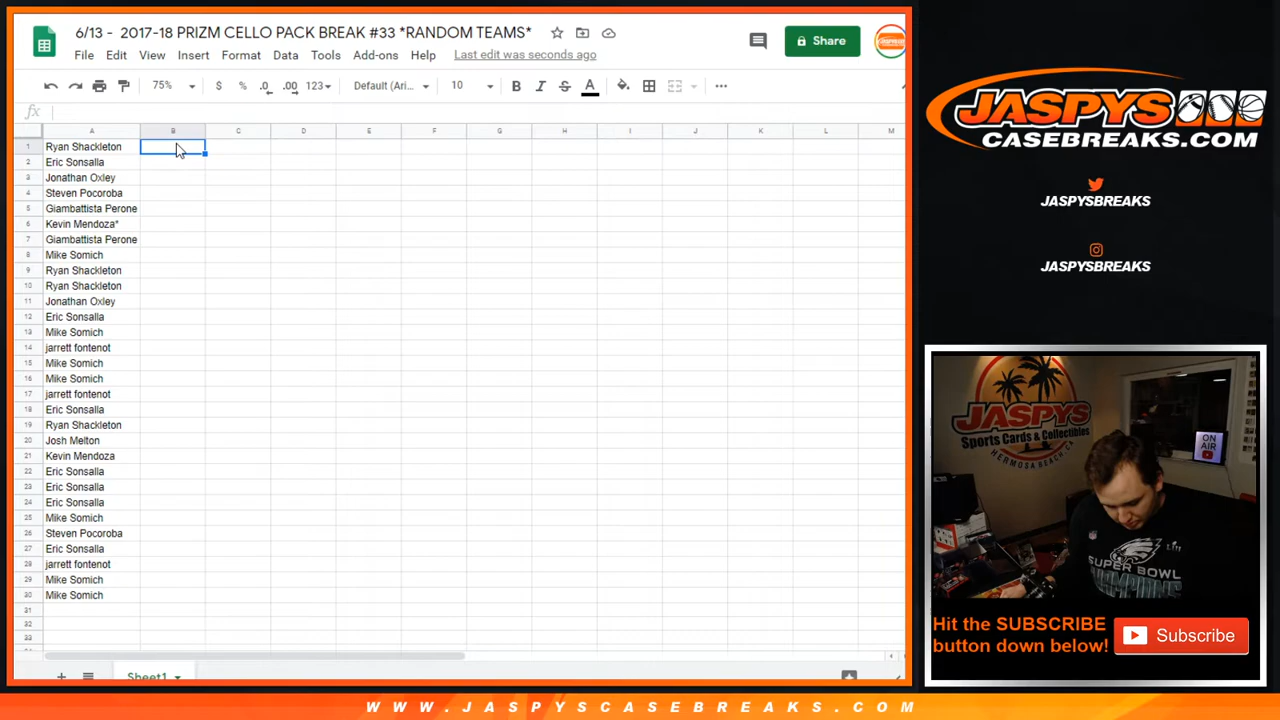 6/13 - 2017-18 PRIZM CELLO PACK BREAK #33 *RANDOM TEAMS*
File Edit View Insert Format Data Tools Add-ons Help Last edit was seconds ago
Share
75% $ % .0 .00 123 Default (Ari... 10 B I S A
fx
A B C D E F G H I J K L M
1 Ryan Shackleton
2 Eric Sonsalla
3 Jonathan Oxley
4 Steven Pocoroba
5 Giambattista Perone
6 Kevin Mendoza*
7 Giambattista Perone
8 Mike Somich
9 Ryan Shackleton
10 Ryan Shackleton
11 Jonathan Oxley
12 Eric Sonsalla
13 Mike Somich
14 jarrett fontenot
15 Mike Somich
16 Mike Somich
17 jarrett fontenot
18 Eric Sonsalla
19 Ryan Shackleton
20 Josh Melton
21 Kevin Mendoza
22 Eric Sonsalla
23 Eric Sonsalla
24 Eric Sonsalla
25 Mike Somich
26 Steven Pocoroba
27 Eric Sonsalla
28 jarrett fontenot
29 Mike Somich
30 Mike Somich
31
32
33
Sheet1
JASPYS
CASEBREAKS.COM
JASPYSBREAKS
JASPYSBREAKS
JASPYS
Sports Cards & Collectibles
HERMOSA BEACH CA
ON
AIR
LII
SUPER BOWL
CHAMPIONS
Hit the SUBSCRIBE
button down below!
Subscribe
WWW.JASPYSCASEBREAKS.COM